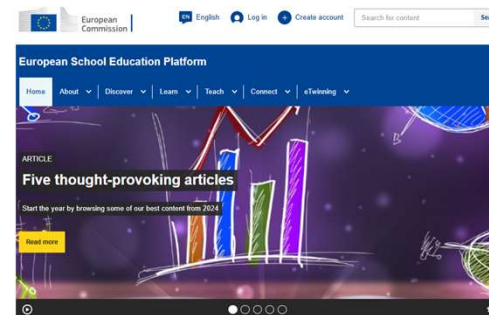 European
Commission
EN English
Log in
Create account
Search for content
European School Education Platform
Home
About
Discover
Learn
Teach
Connect
eTwinning
ARTICLE
Five thought-provoking articles
Start the year by browsing some of our best content from 2024
Read more